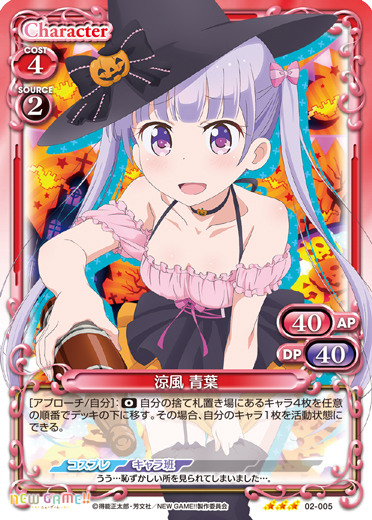 Character
COST
4
SOURCE
2
40 AP
DP 40
涼風 青葉
[アプローチ/自分]:0 自分の捨て札置き場にあるキャラ4枚を任意
の順番でデッキの下に移す。その場合、自分のキャラ1枚を活動状態に
できる。
コスプレ キャラ班
うう…恥ずかしい所を見られてしまいました…。
NEW GAME!!
©得能正太郎・芳文社/NEW GAME!!製作委員会
02-005